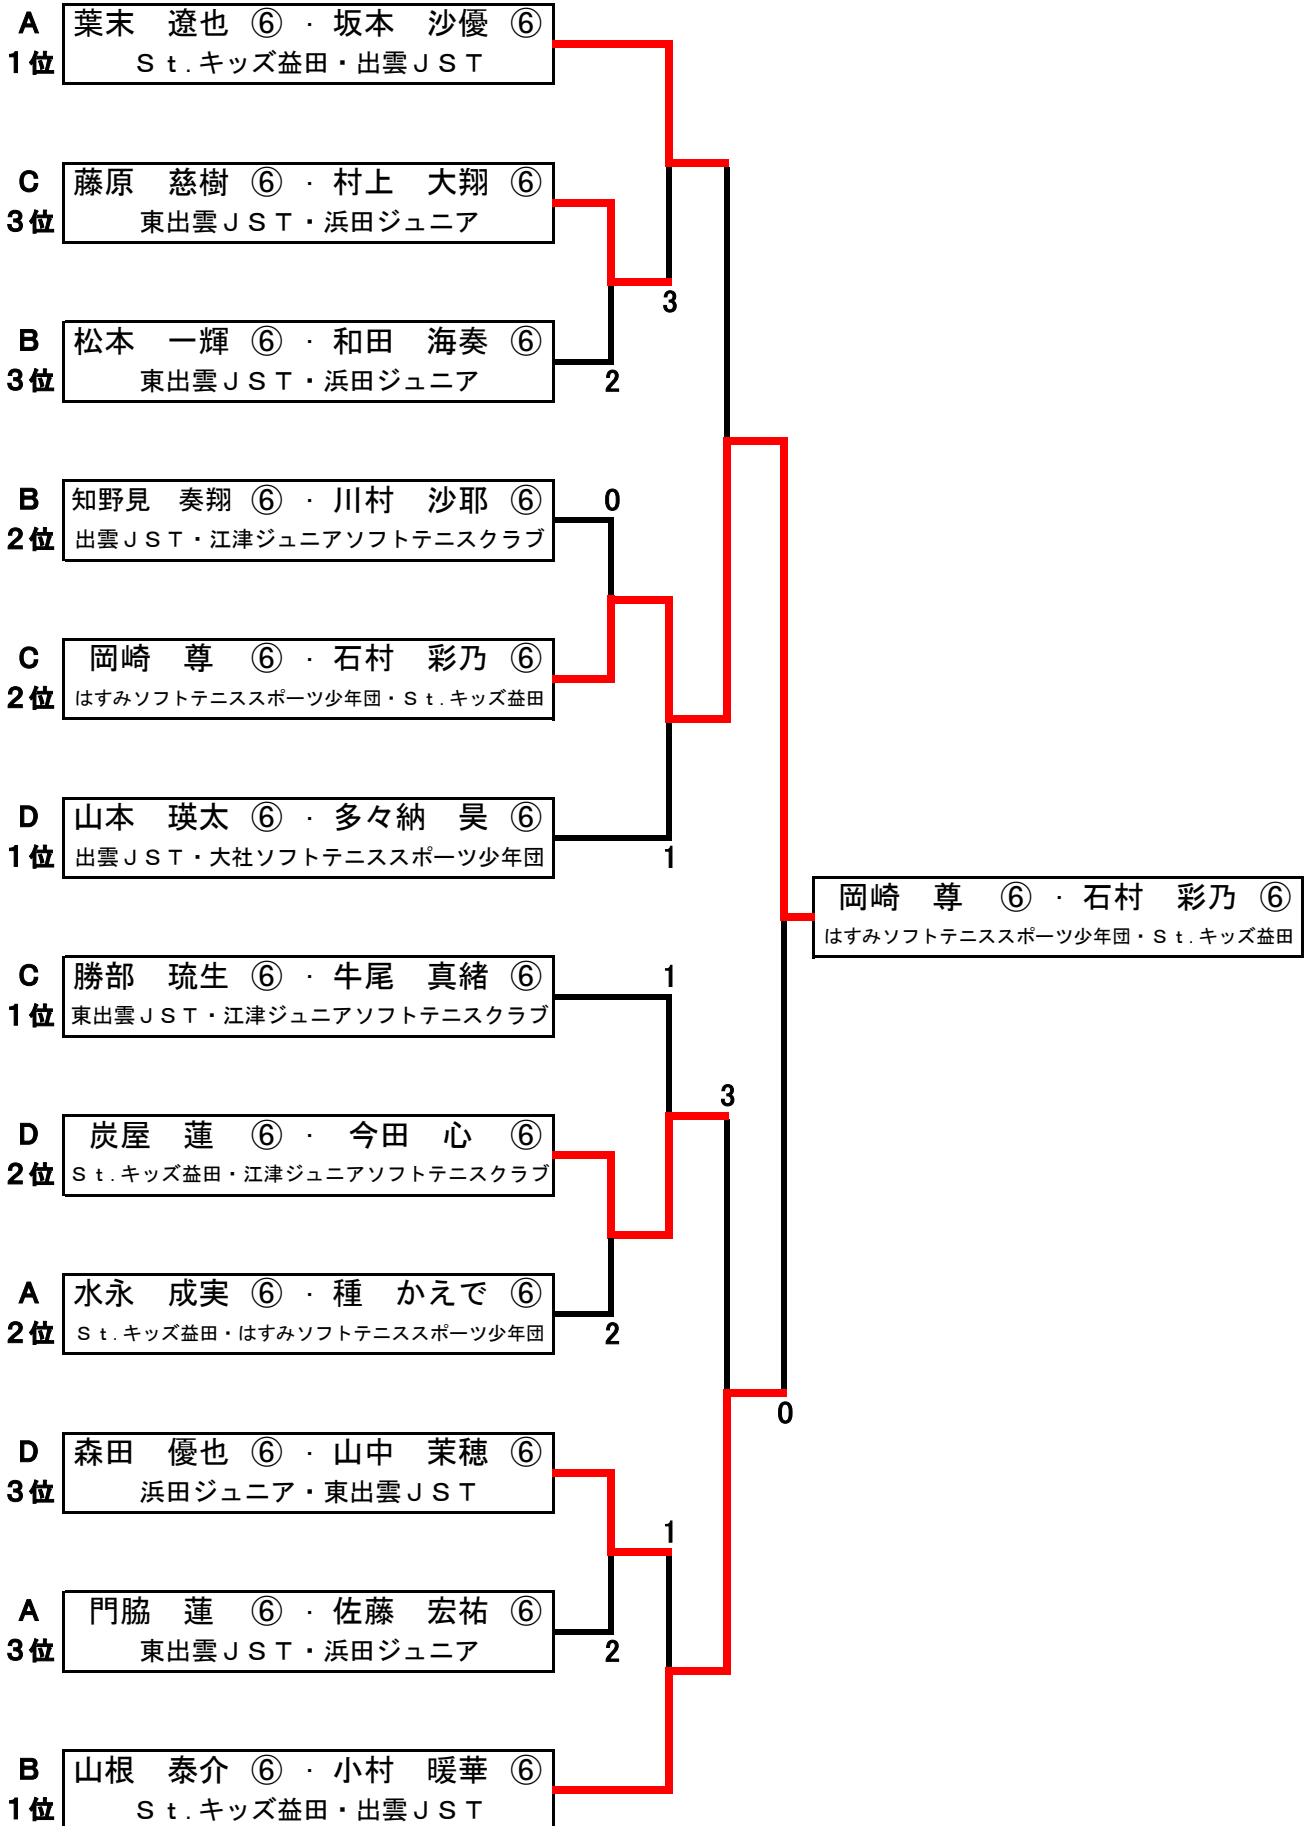 A
1位
葉末　遼也 ⑥ ・ 坂本　沙優 ⑥
Ｓｔ.キッズ益田・出雲ＪＳＴ
C
3位
藤原　慈樹 ⑥ ・ 村上　大翔 ⑥
東出雲ＪＳＴ・浜田ジュニア
3
B
3位
松本　一輝 ⑥ ・ 和田　海奏 ⑥
東出雲ＪＳＴ・浜田ジュニア
2
B
2位
知野見　奏翔 ⑥ ・ 川村　沙耶 ⑥
出雲ＪＳＴ・江津ジュニアソフトテニスクラブ
0
C
2位
岡崎　尊　⑥ ・ 石村　彩乃 ⑥
はすみソフトテニススポーツ少年団・Ｓｔ.キッズ益田
D
1位
山本　瑛太 ⑥ ・ 多々納　昊 ⑥
出雲ＪＳＴ・大社ソフトテニススポーツ少年団
1
岡崎　尊　⑥ ・ 石村　彩乃 ⑥
はすみソフトテニススポーツ少年団・Ｓｔ.キッズ益田
C
1位
勝部　琉生 ⑥ ・ 牛尾　真緒 ⑥
東出雲ＪＳＴ・江津ジュニアソフトテニスクラブ
1
3
D
2位
炭屋　蓮　⑥ ・ 今田　心　⑥
Ｓｔ.キッズ益田・江津ジュニアソフトテニスクラブ
A
2位
水永　成実 ⑥ ・ 種　かえで ⑥
Ｓｔ.キッズ益田・はすみソフトテニススポーツ少年団
2
0
D
3位
森田　優也 ⑥ ・ 山中　茉穂 ⑥
浜田ジュニア・東出雲ＪＳＴ
1
A
3位
門脇　蓮　⑥ ・ 佐藤　宏祐 ⑥
東出雲ＪＳＴ・浜田ジュニア
2
B
1位
山根　泰介 ⑥ ・ 小村　暖華 ⑥
Ｓｔ.キッズ益田・出雲ＪＳＴ